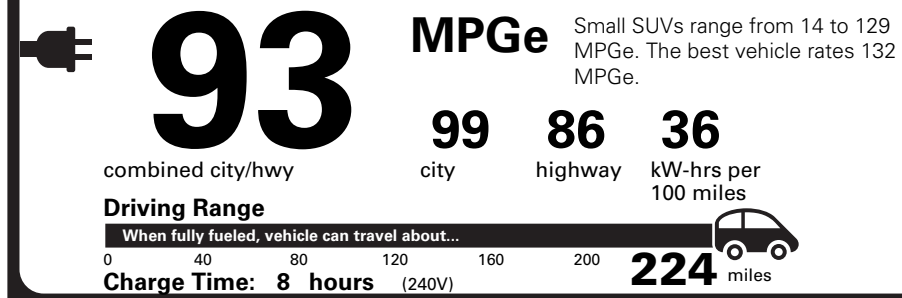 93 MPGe
Small SUVs range from 14 to 129
MPGe. The best vehicle rates 132
MPGe.
99 86 36
combined city/hwy city highway kW-hrs per
100 miles
Driving Range
When fully fueled, vehicle can travel about...
0 40 80 120 160 200 224 miles
Charge Time: 8 hours (240V)